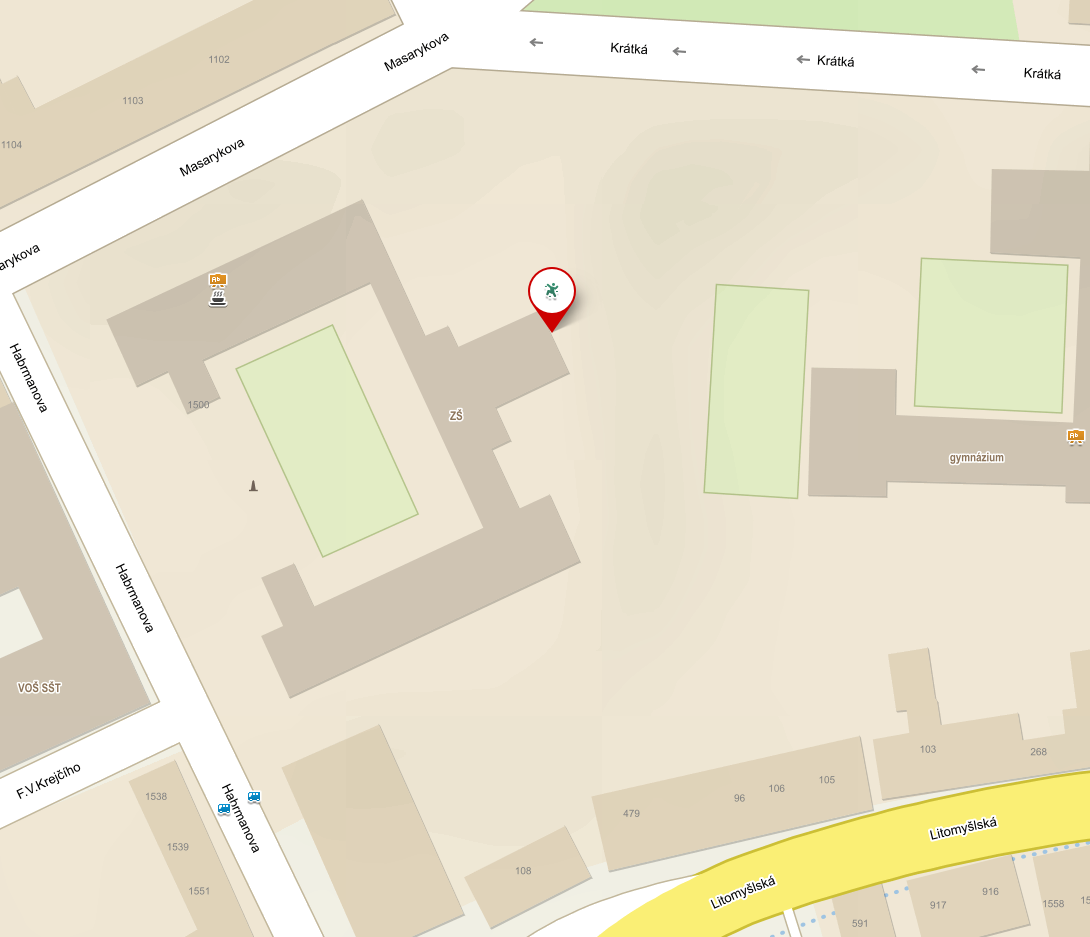 Masarykova
Krátká
Krátká
Krátká
1102
1103
1104
Masarykova
arykova
Habrmanova
1500
ZŠ
gymnázium
Habrmanova
VOŠ SŠT
103
268
F.V.Krejčího
1538
Habrmanova
479
96
106
105
Litomyšlská
1539
108
1551
Litomyšlská
917
916
1558
591